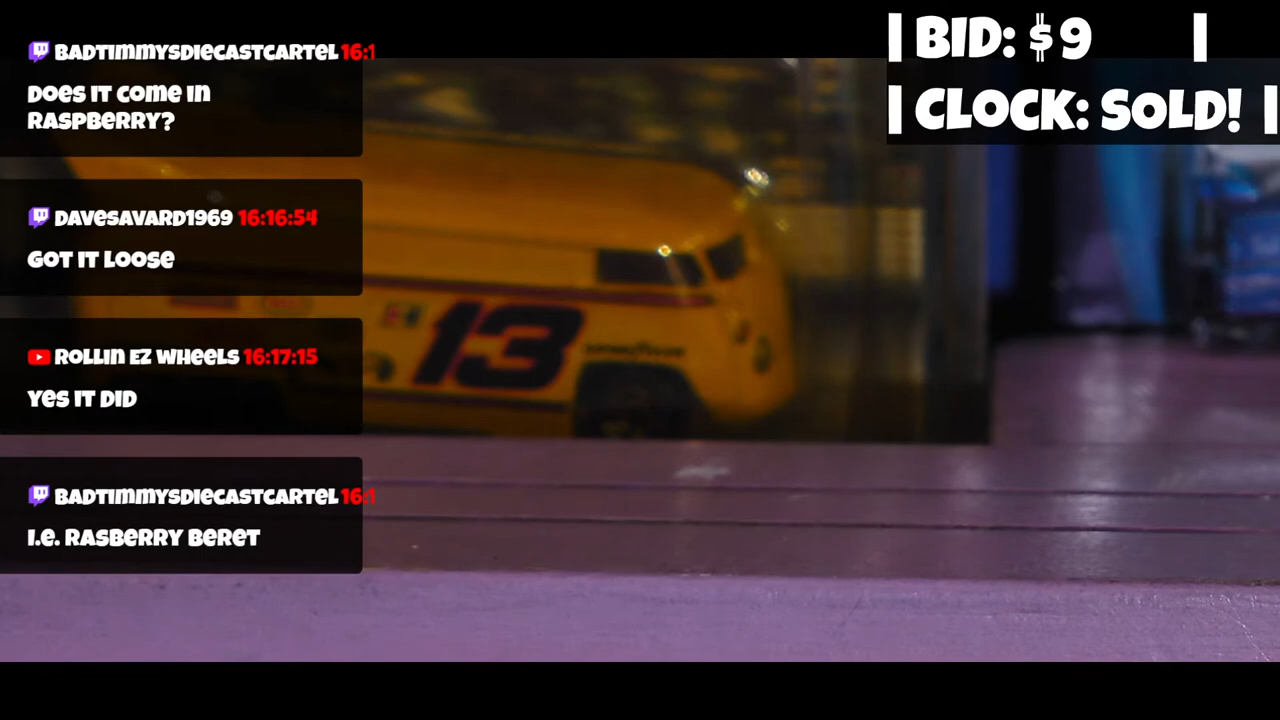 BADTIMMYSDIECASTCARTEL 16:1
DOES IT COME IN
RASPBERRY?
DAVESAVARD1969 16:16:54
GOT IT LOOSE
ROLLIN EZ WHEELS 16:17:15
YES IT DID
BADTIMMYSDIECASTCARTEL 16:1
I.E. RASBERRY BERET
| BID: $9 |
| CLOCK: SOLD! |
13
GOODYEAR